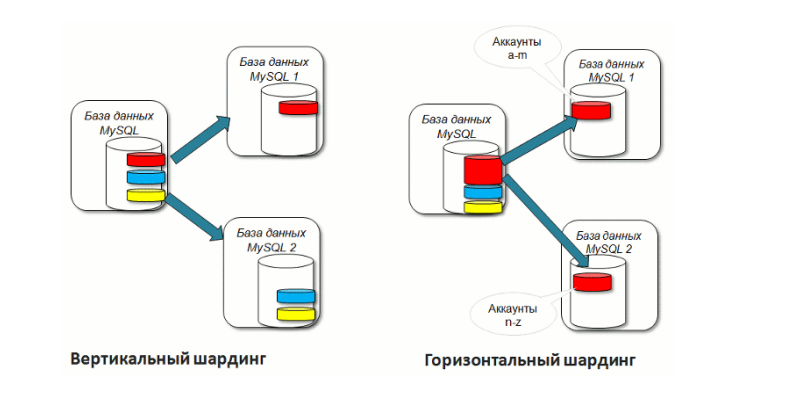 База данных
MySQL
База данных
MySQL 1
База данных
MySQL 2
Вертикальный шардинг
Аккаунты
a-m
База данных
MySQL 1
База данных
MySQL
База данных
MySQL 2
Аккаунты
n-z
Горизонтальный шардинг